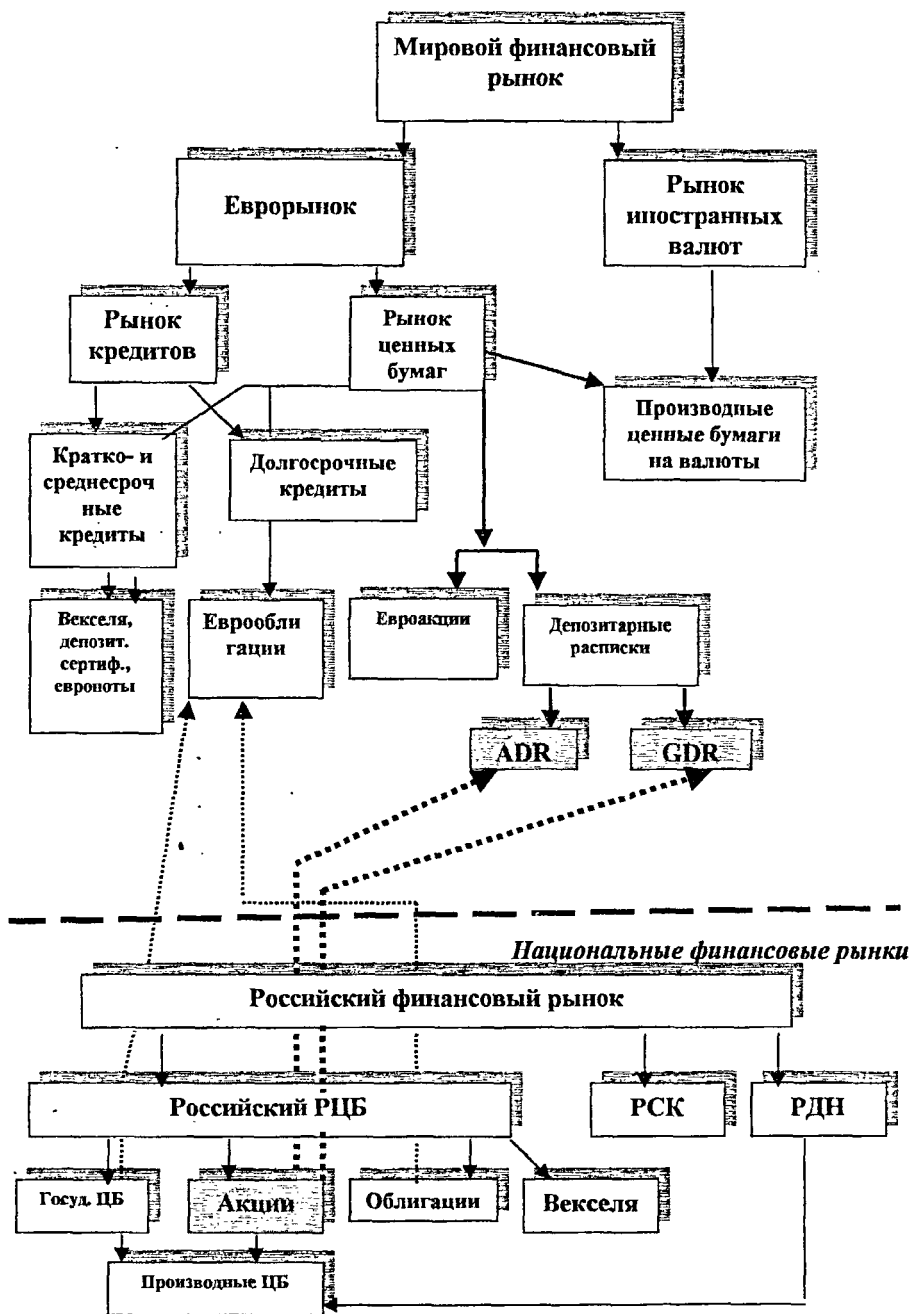 Мировой финансовый
рынок
Еврорынок
Рынок
иностранных
валют
Рынок
кредитов
Рынок
ценных
бумаг
Производные
ценные бумаги
на валюты
Кратко- и
среднесроч
ные
кредиты
Долгосрочные
кредиты
Векселя,
депозит.
сертиф.,
евроноты
Еврообли
гации
Евроакции
Депозитарные
расписки
ADR
GDR
Национальные финансовые рынки
Российский финансовый рынок
Российский РЦБ
РСК
РДН
Госуд. ЦБ
Акции
Облигации
Векселя
Производные ЦБ